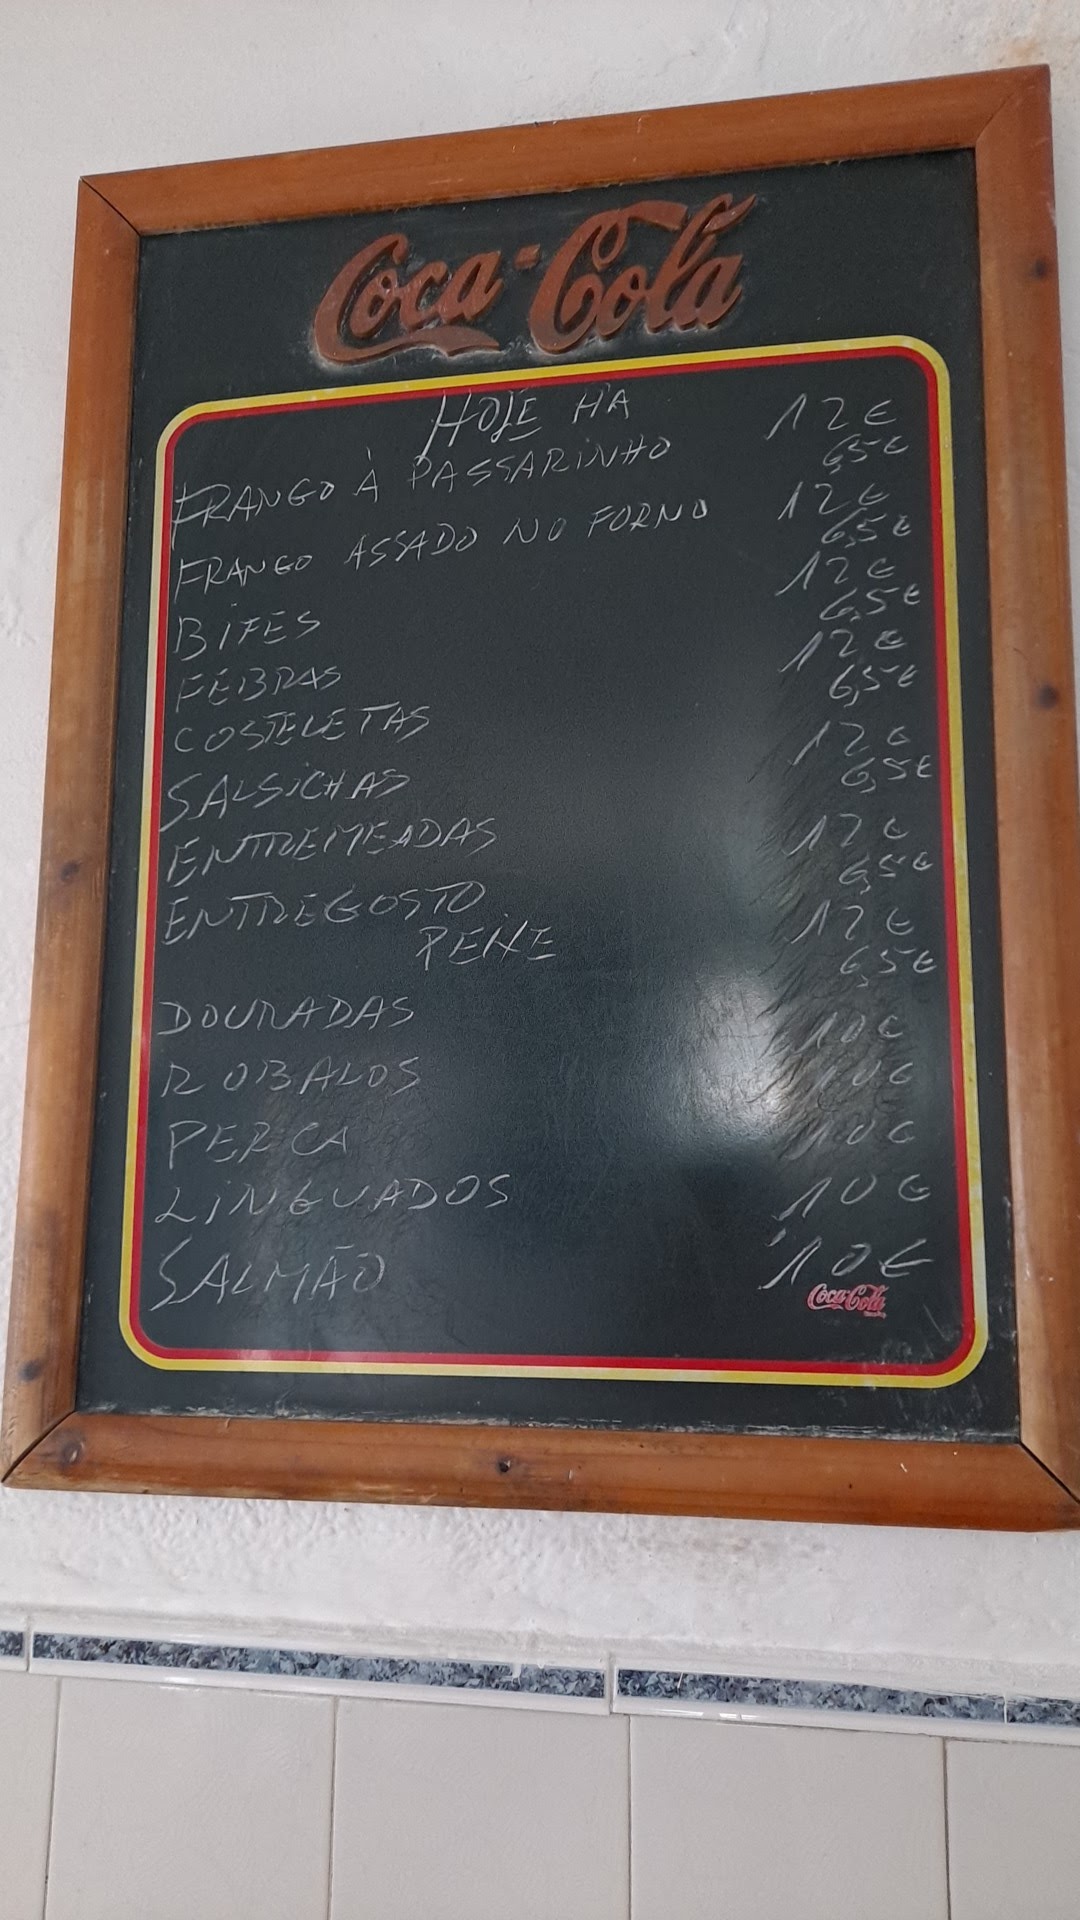 Coca-Cola
HOJE HÁ
FRANGO À PASSARINHO 12€
6,5€
FRANGO ASSADO NO FORNO 12€
6,5€
BIFES 12€
6,5€
FEBRAS 12€
6,5€
COSTELETAS 12€
6,5€
SALSICHAS 12€
6,5€
ENTREMEADAS 12€
6,5€
ENTREGOSTO
PEIXE
DOURADAS 10€
ROBALOS 10€
PERCA 10€
LINGUADOS 10€
SALMÃO 10€
Coca-Cola